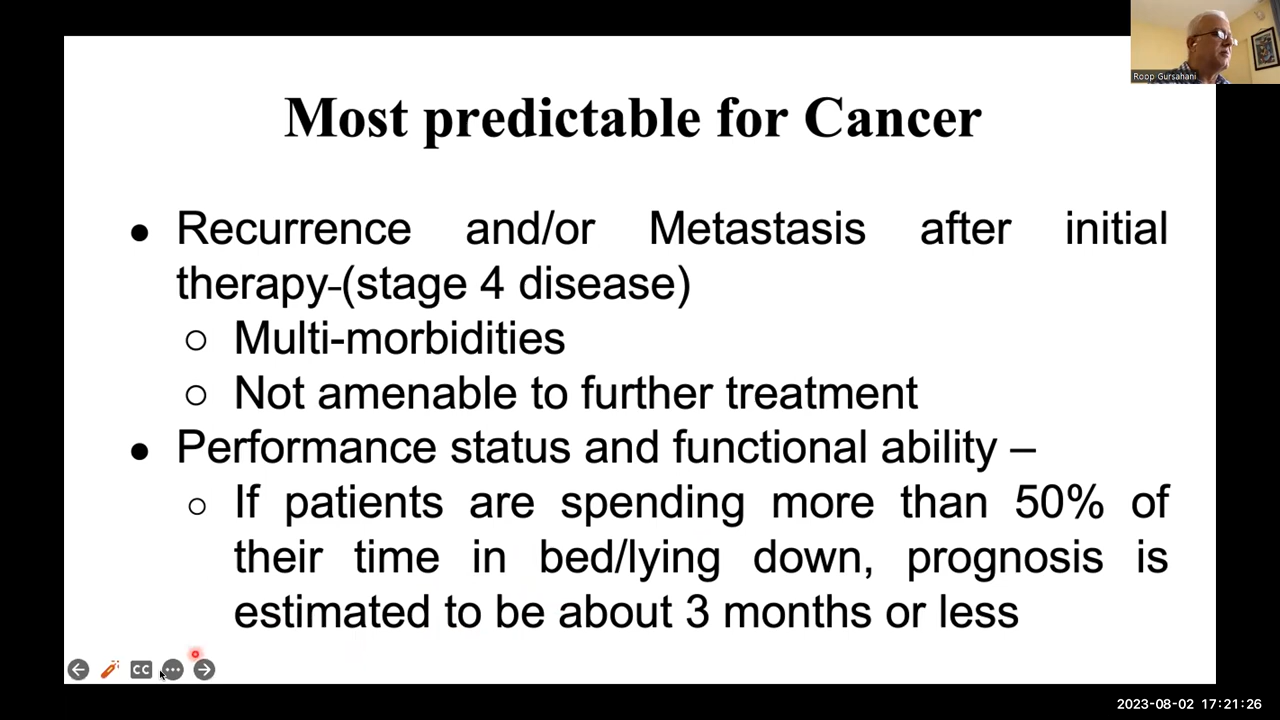 Roop Gursahani
Most predictable for Cancer
● Recurrence and/or Metastasis after initial
therapy-(stage 4 disease)
○ Multi-morbidities
○ Not amenable to further treatment
● Performance status and functional ability –
○ If patients are spending more than 50% of
their time in bed/lying down, prognosis is
estimated to be about 3 months or less
CC
2023-08-02 17:21:26